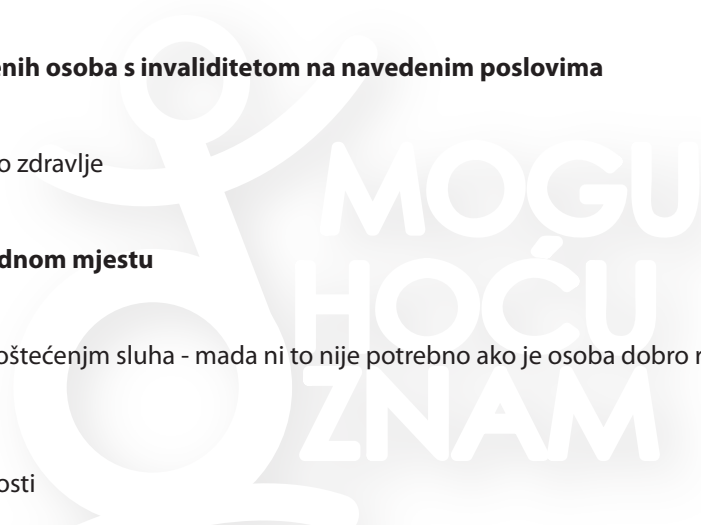 enih osoba s invaliditetom na navedenim poslovima
o zdravlje
MOGU
dnom mjestu
HOĆU
oštećenjm sluha - mada ni to nije potrebno ako je osoba dobro r
ZNAM
osti